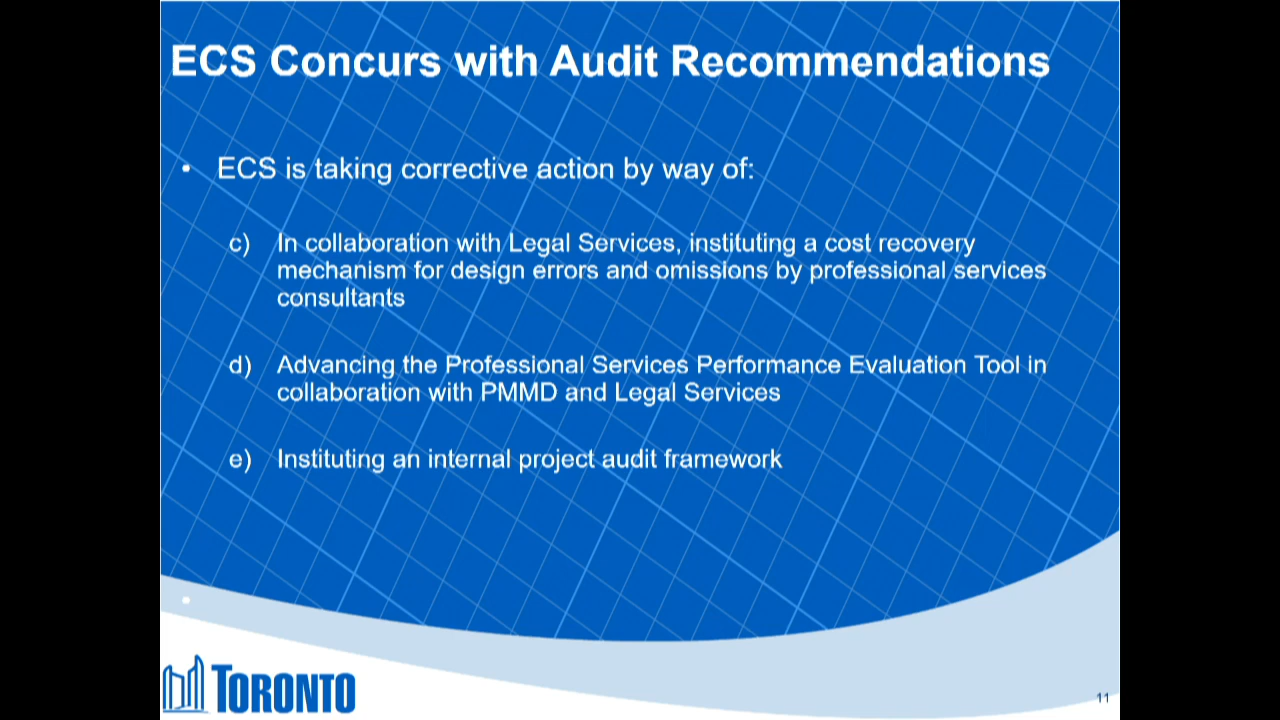 ECS Concurs with Audit Recommendations
• ECS is taking corrective action by way of:
c) In collaboration with Legal Services, instituting a cost recovery
mechanism for design errors and omissions by professional services
consultants
d) Advancing the Professional Services Performance Evaluation Tool in
collaboration with PMMD and Legal Services
e) Instituting an internal project audit framework
•
TORONTO
11